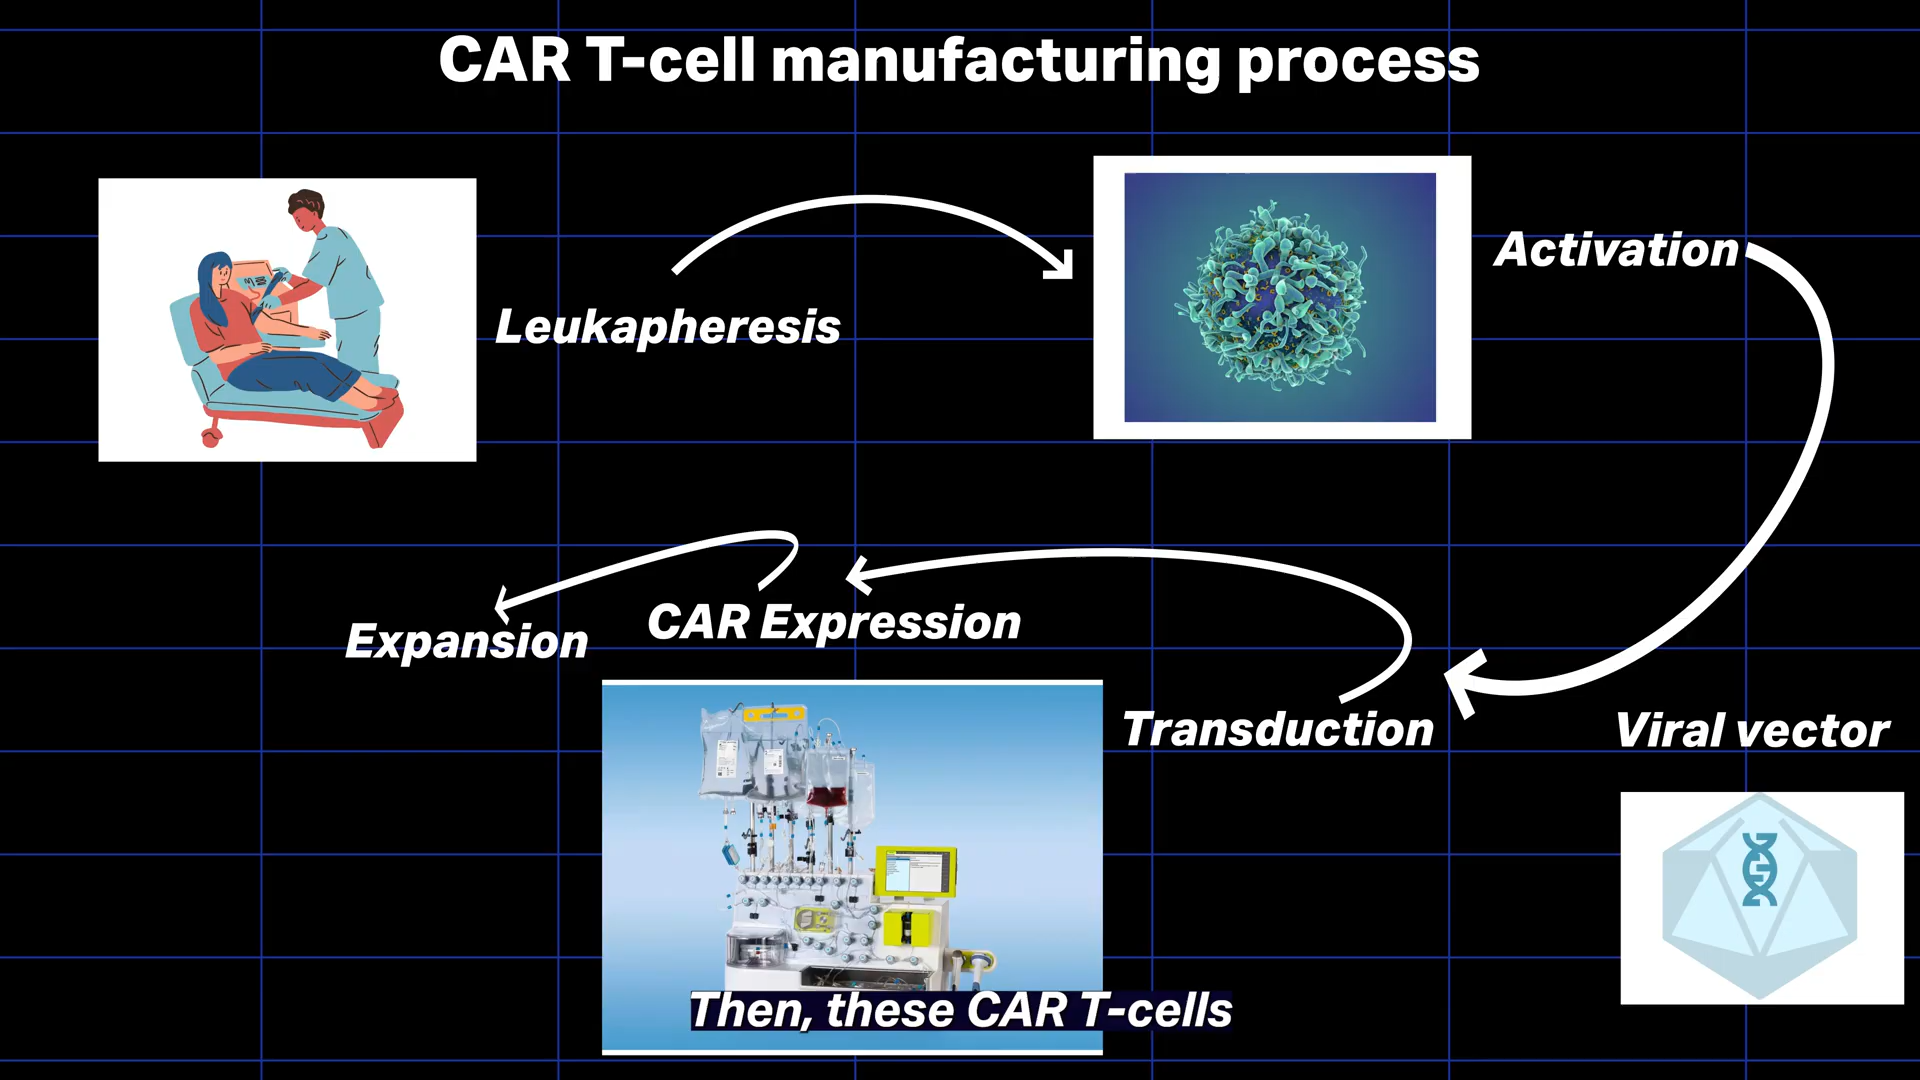 CAR T-cell manufacturing process
Leukapheresis
Activation
Expansion
CAR Expression
Transduction
Viral vector
Then, these CAR T-cells